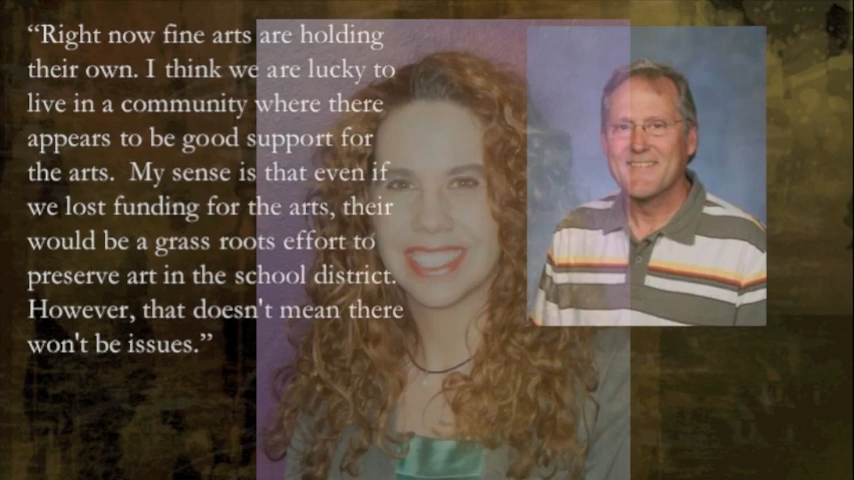 “Right now fine arts are holding
their own. I think we are lucky to
live in a community where there
appears to be good support for
the arts.  My sense is that even if
we lost funding for the arts, their
would be a grass roots effort to
preserve art in the school district.
However, that doesn't mean there
won't be issues.”